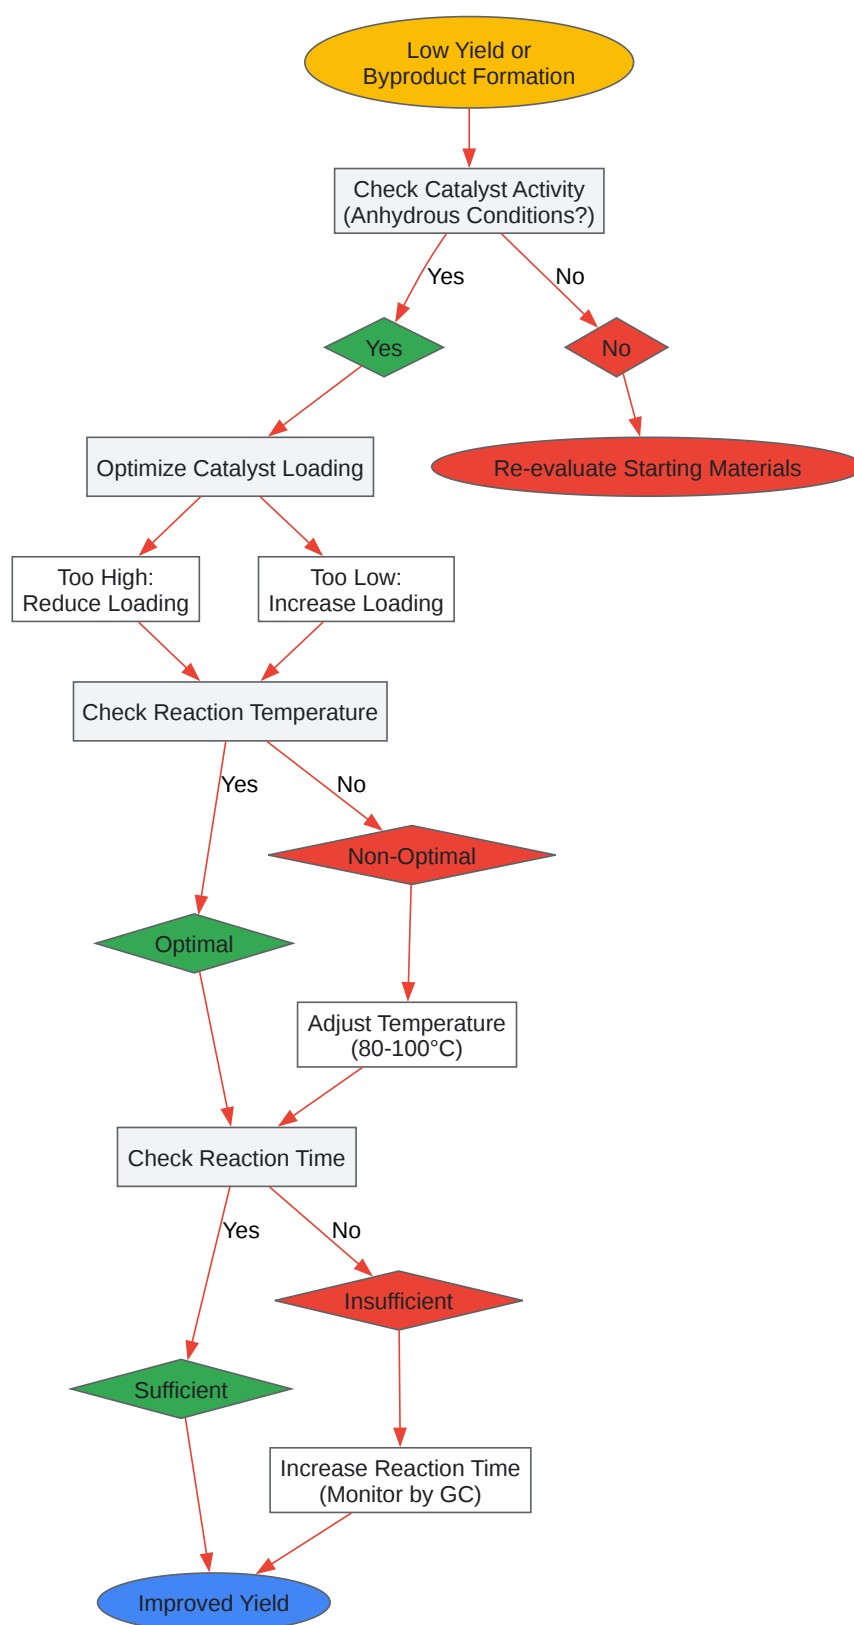 Low Yield or
Byproduct Formation
Check Catalyst Activity
(Anhydrous Conditions?)
Yes
No
Yes
No
Optimize Catalyst Loading
Re-evaluate Starting Materials
Too High:
Reduce Loading
Too Low:
Increase Loading
Check Reaction Temperature
Yes
No
Non-Optimal
Optimal
Adjust Temperature
(80-100°C)
Check Reaction Time
Yes
No
Insufficient
Sufficient
Increase Reaction Time
(Monitor by GC)
Improved Yield